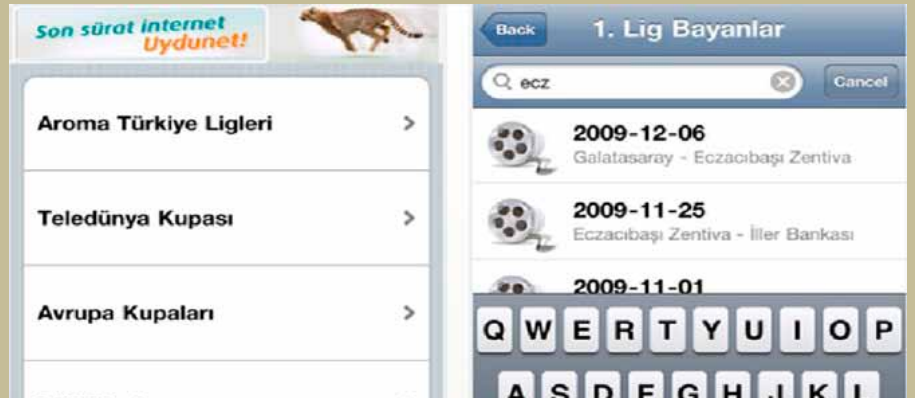 Son sürat internet
Uydunet!
Aroma Türkiye Ligleri
Teledünya Kupası
Avrupa Kupaları
Back 1. Lig Bayanlar
ecz Cancel
2009-12-06
Galatasaray - Eczacıbaşı Zentiva
2009-11-25
Eczacıbaşı Zentiva - İller Bankası
2009-11-01
Q W E R T Y U I O P
A S D F G H J K L